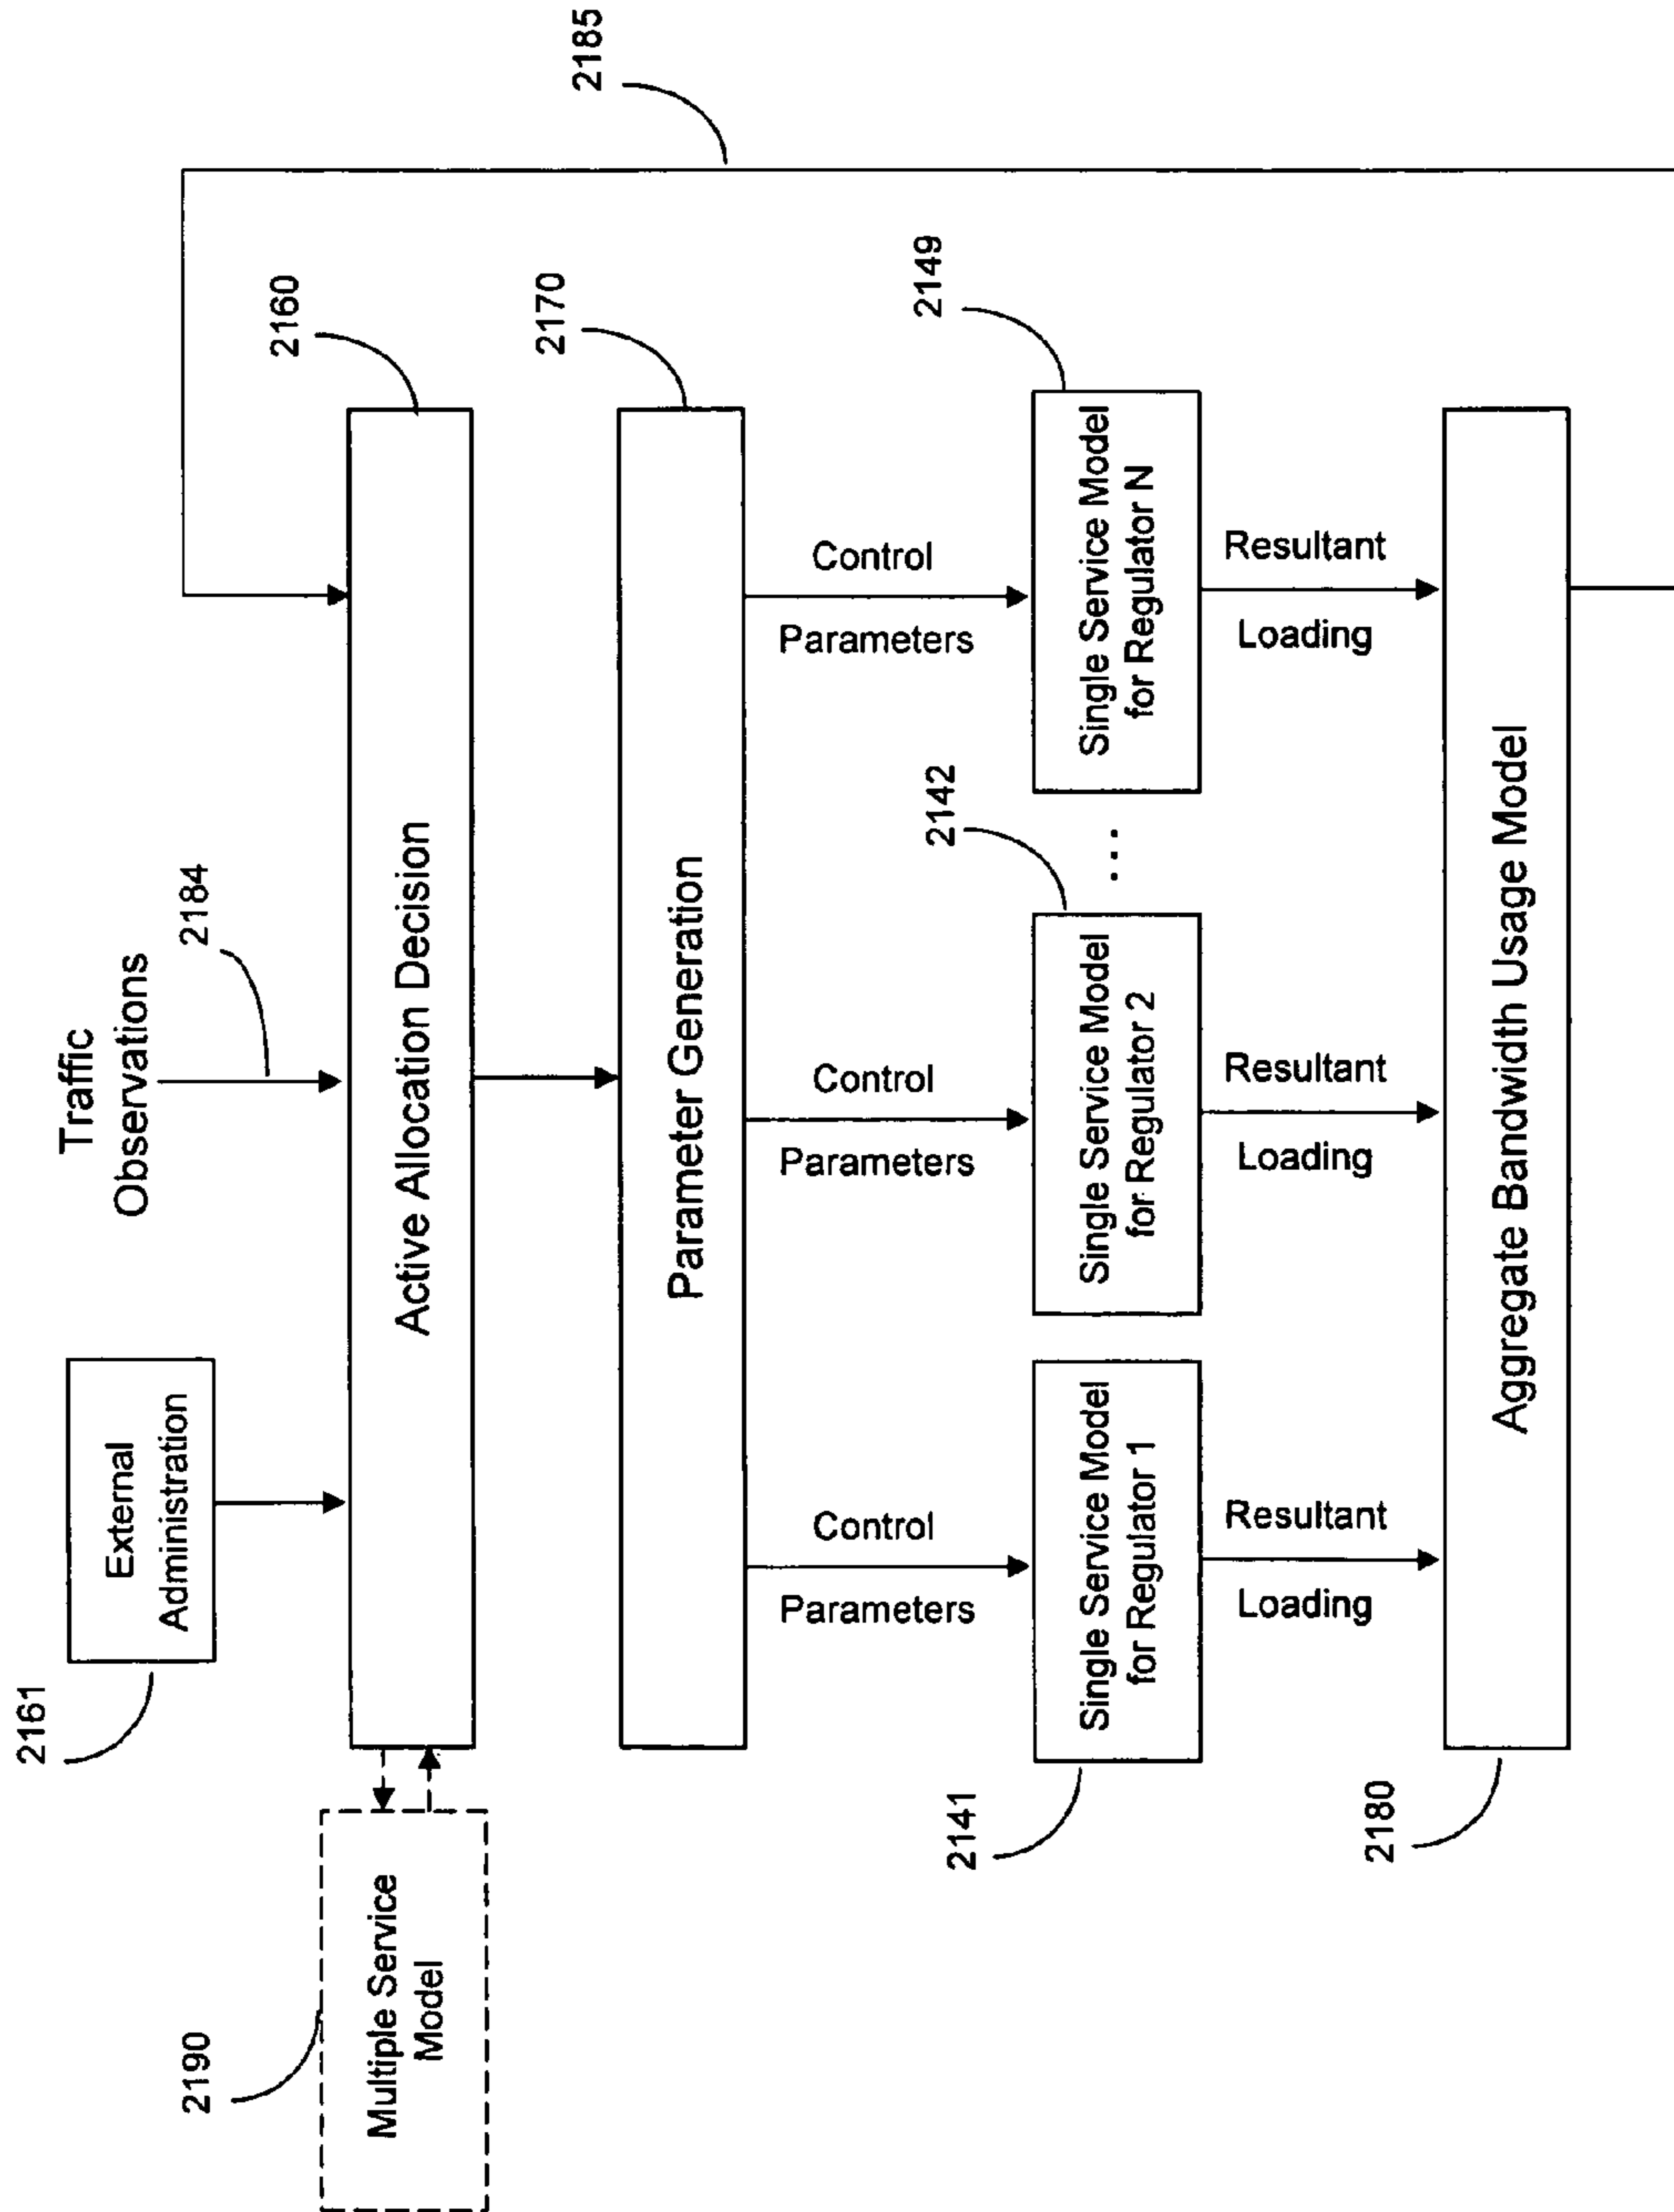 Traffic
Observations
2184
2185
External
Administration
2161
2160
Active Allocation Decision
2190
Multiple Service
Model
2170
Parameter Generation
Control
Parameters
Control
Parameters
Control
Parameters
2141
Single Service Model
for Regulator 1
2142
Single Service Model
for Regulator 2
...
2149
Single Service Model
for Regulator N
Resultant
Loading
Resultant
Loading
Resultant
Loading
2180
Aggregate Bandwidth Usage Model